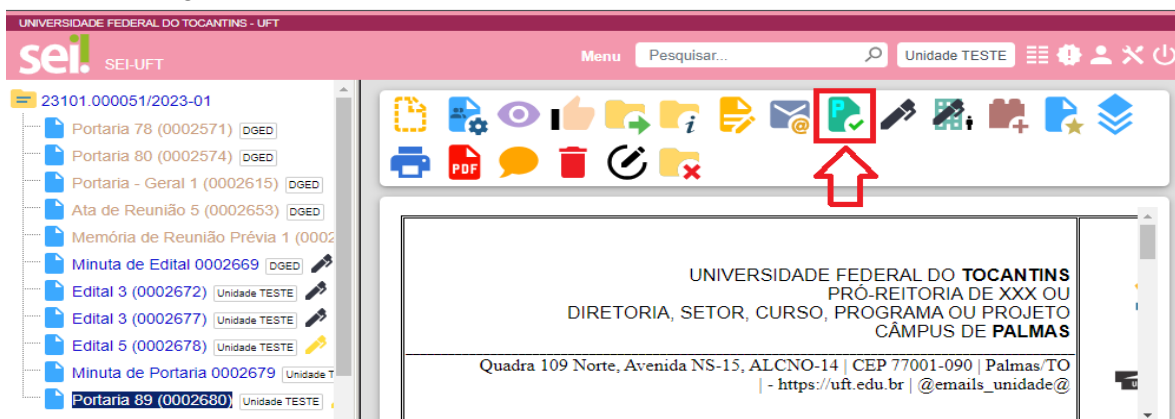 UNIVERSIDADE FEDERAL DO TOCANTINS - UFT
sei! SEI-UFT Menu Pesquisar... Unidade TESTE
23101.000051/2023-01
Portaria 78 (0002571) DGED
Portaria 80 (0002574) DGED
Portaria - Geral 1 (0002615) DGED
Ata de Reunião 5 (0002653) DGED
Memória de Reunião Prévia 1 (0002
Minuta de Edital 0002669 DGED
Edital 3 (0002672) Unidade TESTE
Edital 3 (0002677) Unidade TESTE
Edital 5 (0002678) Unidade TESTE
Minuta de Portaria 0002679 Unidade T
Portaria 89 (0002680) Unidade TESTE
i
P
PDF
UNIVERSIDADE FEDERAL DO TOCANTINS
PRÓ-REITORIA DE XXX OU
DIRETORIA, SETOR, CURSO, PROGRAMA OU PROJETO
CÂMPUS DE PALMAS
Quadra 109 Norte, Avenida NS-15, ALCNO-14 | CEP 77001-090 | Palmas/TO
| - https://uft.edu.br | @emails_unidade@